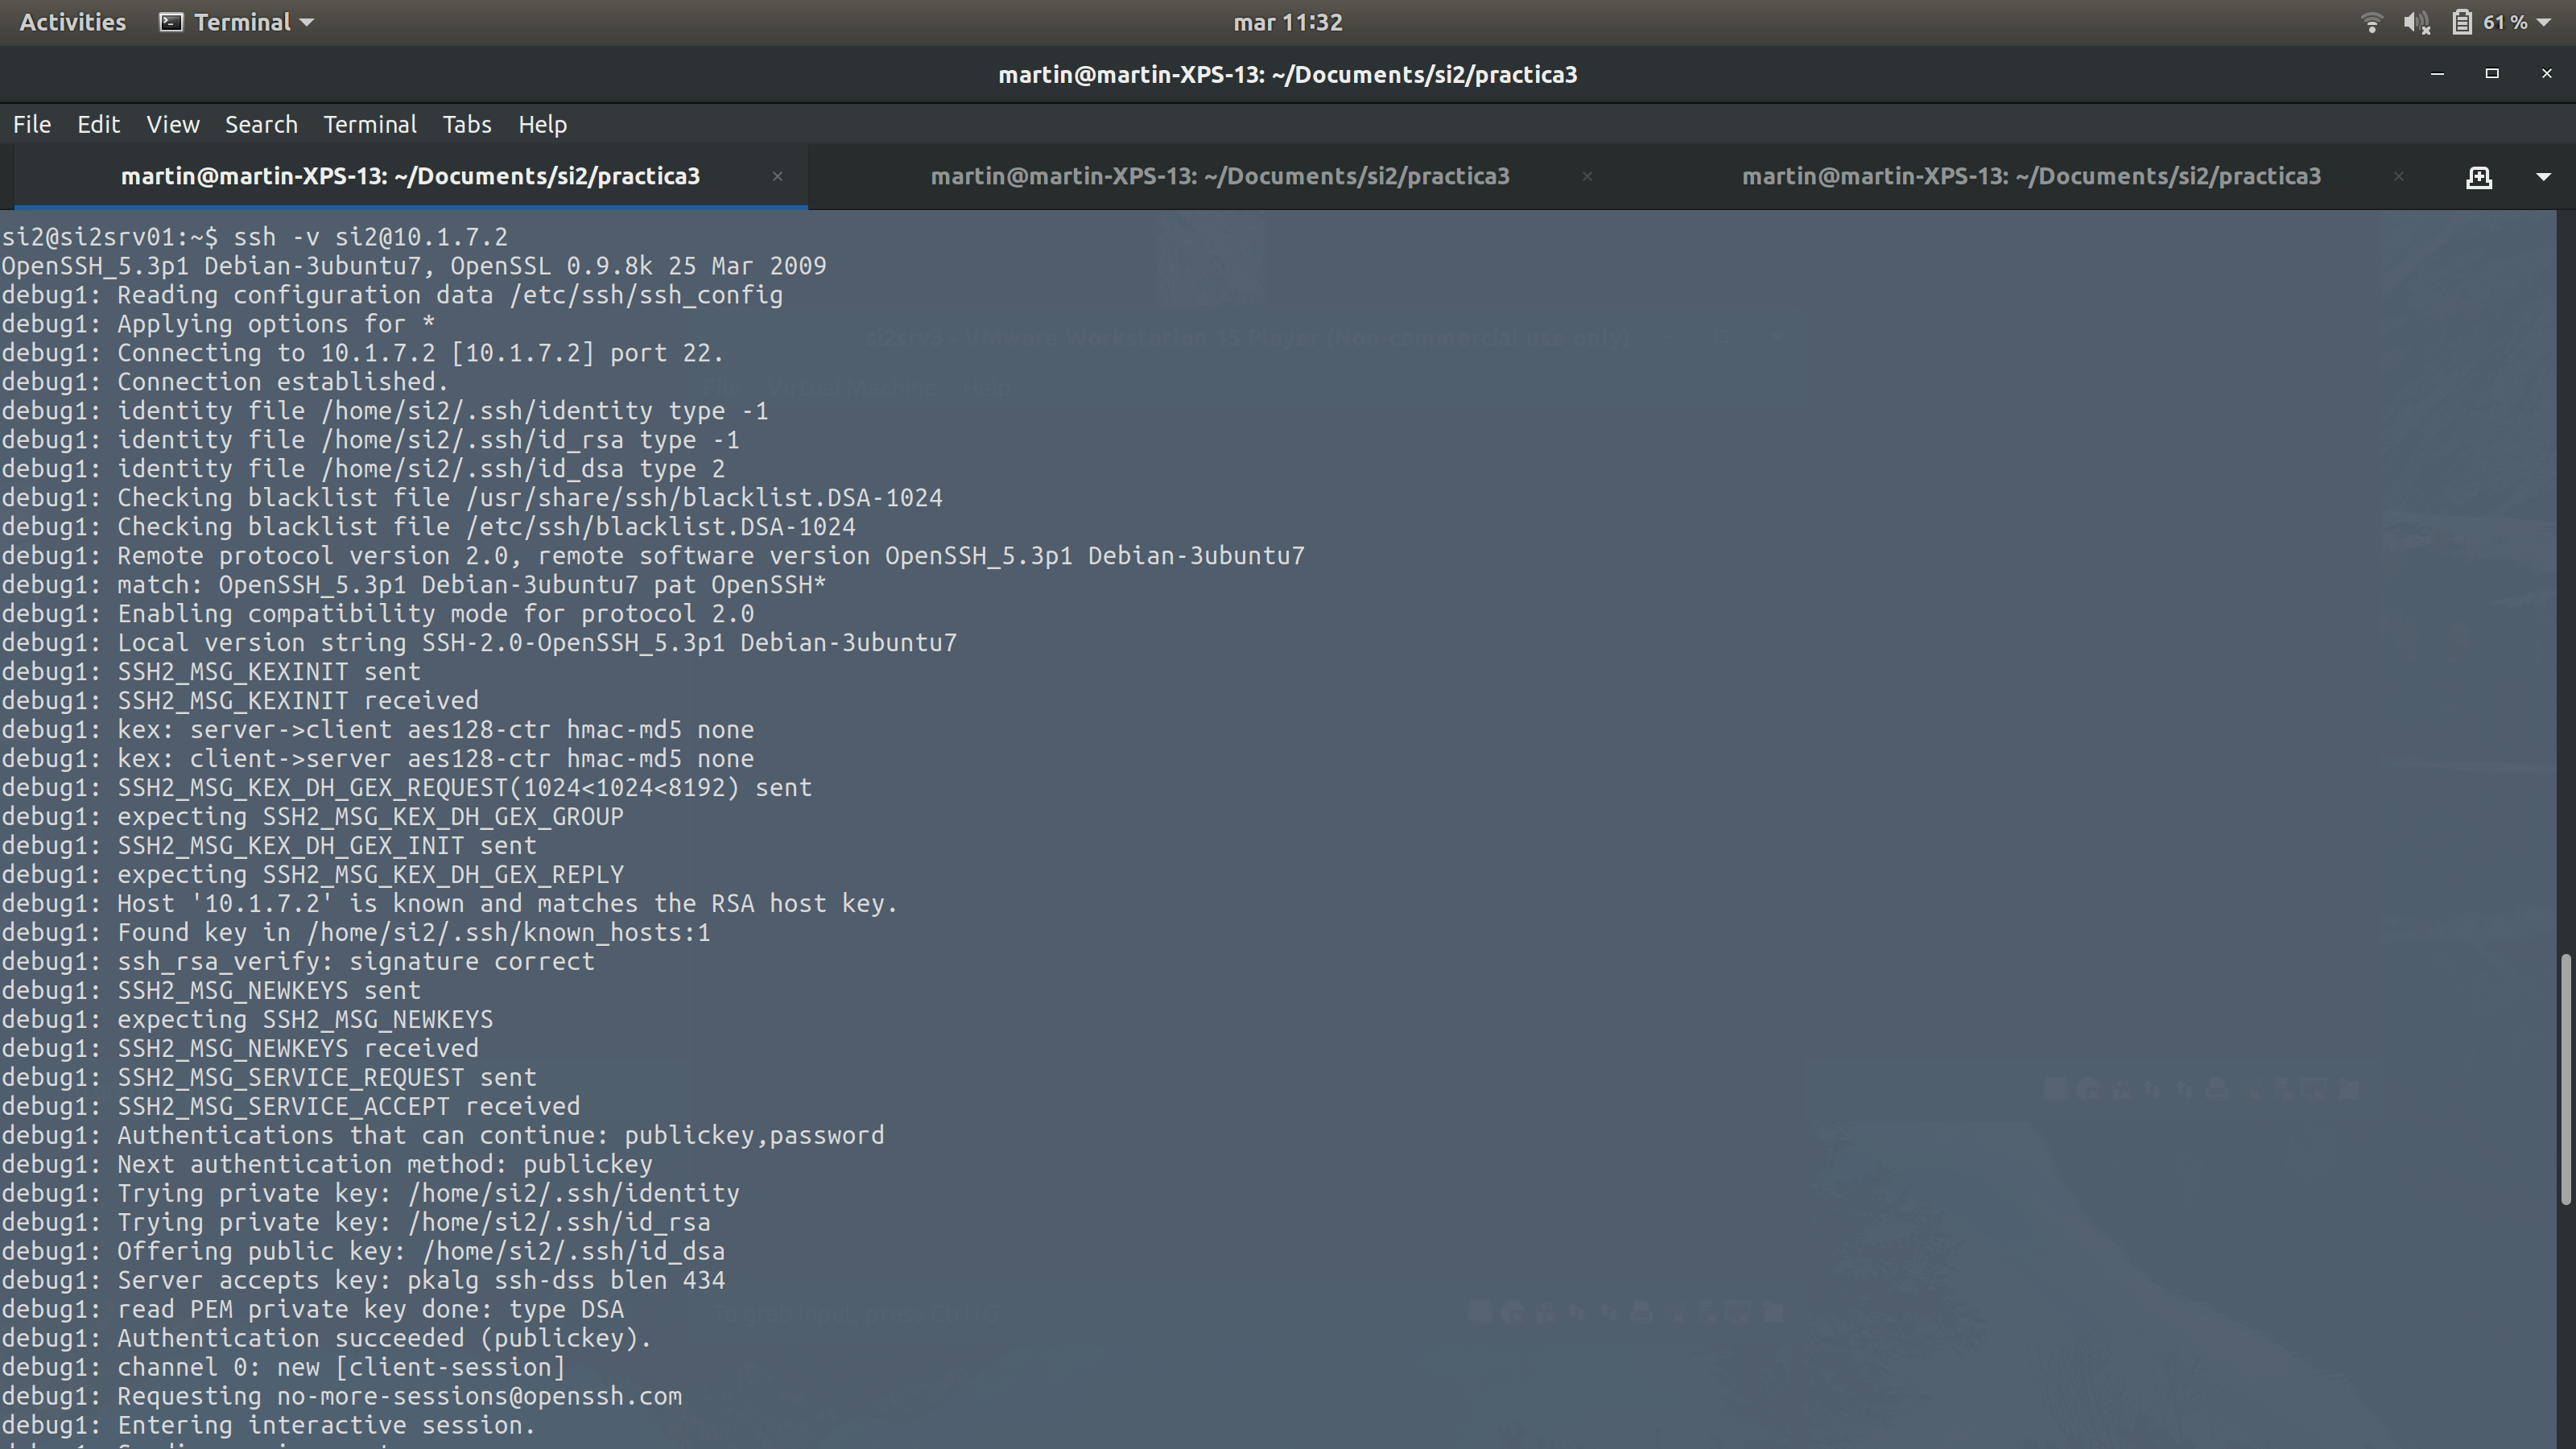 Activities Terminal mar 11:32 61 %
martin@martin-XPS-13: ~/Documents/si2/practica3
File Edit View Search Terminal Tabs Help
martin@martin-XPS-13: ~/Documents/si2/practica3 martin@martin-XPS-13: ~/Documents/si2/practica3 martin@martin-XPS-13: ~/Documents/si2/practica3
si2@si2srv01:~$ ssh -v si2@10.1.7.2
OpenSSH_5.3p1 Debian-3ubuntu7, OpenSSL 0.9.8k 25 Mar 2009
debug1: Reading configuration data /etc/ssh/ssh_config
debug1: Applying options for *
debug1: Connecting to 10.1.7.2 [10.1.7.2] port 22.
debug1: Connection established.
debug1: identity file /home/si2/.ssh/identity type -1
debug1: identity file /home/si2/.ssh/id_rsa type -1
debug1: identity file /home/si2/.ssh/id_dsa type 2
debug1: Checking blacklist file /usr/share/ssh/blacklist.DSA-1024
debug1: Checking blacklist file /etc/ssh/blacklist.DSA-1024
debug1: Remote protocol version 2.0, remote software version OpenSSH_5.3p1 Debian-3ubuntu7
debug1: match: OpenSSH_5.3p1 Debian-3ubuntu7 pat OpenSSH*
debug1: Enabling compatibility mode for protocol 2.0
debug1: Local version string SSH-2.0-OpenSSH_5.3p1 Debian-3ubuntu7
debug1: SSH2_MSG_KEXINIT sent
debug1: SSH2_MSG_KEXINIT received
debug1: kex: server->client aes128-ctr hmac-md5 none
debug1: kex: client->server aes128-ctr hmac-md5 none
debug1: SSH2_MSG_KEX_DH_GEX_REQUEST(1024<1024<8192) sent
debug1: expecting SSH2_MSG_KEX_DH_GEX_GROUP
debug1: SSH2_MSG_KEX_DH_GEX_INIT sent
debug1: expecting SSH2_MSG_KEX_DH_GEX_REPLY
debug1: Host '10.1.7.2' is known and matches the RSA host key.
debug1: Found key in /home/si2/.ssh/known_hosts:1
debug1: ssh_rsa_verify: signature correct
debug1: SSH2_MSG_NEWKEYS sent
debug1: expecting SSH2_MSG_NEWKEYS
debug1: SSH2_MSG_NEWKEYS received
debug1: SSH2_MSG_SERVICE_REQUEST sent
debug1: SSH2_MSG_SERVICE_ACCEPT received
debug1: Authentications that can continue: publickey,password
debug1: Next authentication method: publickey
debug1: Trying private key: /home/si2/.ssh/identity
debug1: Trying private key: /home/si2/.ssh/id_rsa
debug1: Offering public key: /home/si2/.ssh/id_dsa
debug1: Server accepts key: pkalg ssh-dss blen 434
debug1: read PEM private key done: type DSA
debug1: Authentication succeeded (publickey).
debug1: channel 0: new [client-session]
debug1: Requesting no-more-sessions@openssh.com
debug1: Entering interactive session.